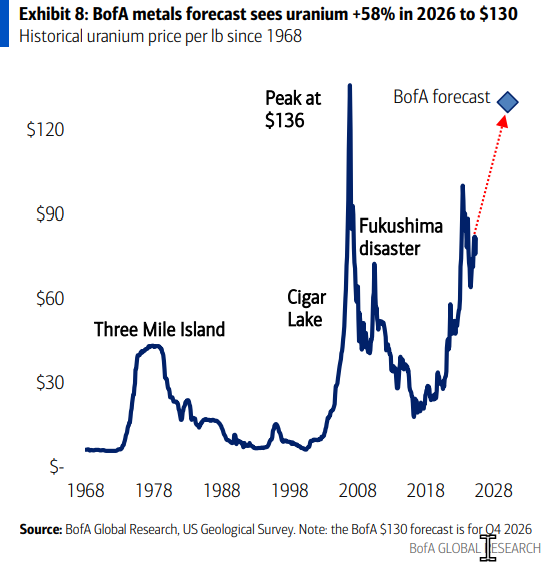 Exhibit 8: BofA metals forecast sees uranium +58% in 2026 to $130
Historical uranium price per lb since 1968
Peak at
$136
BofA forecast
$120
$90
Fukushima
disaster
$60
Cigar
Lake
Three Mile Island
$30
$-
1968 1978 1988 1998 2008 2018 2028
Source: BofA Global Research, US Geological Survey. Note: the BofA $130 forecast is for Q4 2026
BofA GLOBAL RESEARCH